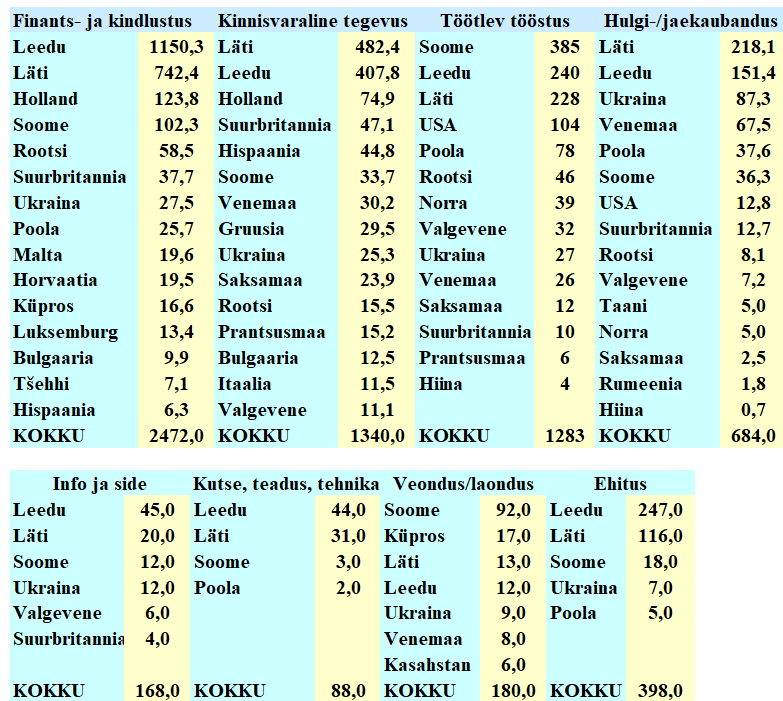 Finants- ja kindlustus Kinnisvaraline tegevus Töötlev tööstus Hulgi-/jaekaubandus
Leedu 1150,3 Läti 482,4 Soome 385 Läti 218,1
Läti 742,4 Leedu 407,8 Leedu 240 Leedu 151,4
Holland 123,8 Holland 74,9 Läti 228 Ukraina 87,3
Soome 102,3 Suurbritannia 47,1 USA 104 Venemaa 67,5
Rootsi 58,5 Hispaania 44,8 Poola 78 Poola 37,6
Suurbritannia 37,7 Soome 33,7 Rootsi 46 Soome 36,3
Ukraina 27,5 Venemaa 30,2 Norra 39 USA 12,8
Poola 25,7 Gruusia 29,5 Valgevene 32 Suurbritannia 12,7
Malta 19,6 Ukraina 25,3 Ukraina 27 Rootsi 8,1
Horvaatia 19,5 Saksamaa 23,9 Venemaa 26 Valgevene 7,2
Küpros 16,6 Rootsi 15,5 Saksamaa 12 Taani 5,0
Luksemburg 13,4 Prantsusmaa 15,2 Suurbritannia 10 Norra 5,0
Bulgaaria 9,9 Bulgaaria 12,5 Prantsusmaa 6 Saksamaa 2,5
Tšehhi 7,1 Itaalia 11,5 Hiina 4 Rumeenia 1,8
Hispaania 6,3 Valgevene 11,1 Hiina 0,7
KOKKU 2472,0 KOKKU 1340,0 KOKKU 1283 KOKKU 684,0
Info ja side Kutse, teadus, tehnika Veondus/laondus Ehitus
Leedu 45,0 Leedu 44,0 Soome 92,0 Leedu 247,0
Läti 20,0 Läti 31,0 Küpros 17,0 Läti 116,0
Soome 12,0 Soome 3,0 Läti 13,0 Soome 18,0
Ukraina 12,0 Poola 2,0 Leedu 12,0 Ukraina 7,0
Valgevene 6,0 Ukraina 9,0 Poola 5,0
Suurbritannia 4,0 Venemaa 8,0
Kasahstan 6,0
KOKKU 168,0 KOKKU 88,0 KOKKU 180,0 KOKKU 398,0